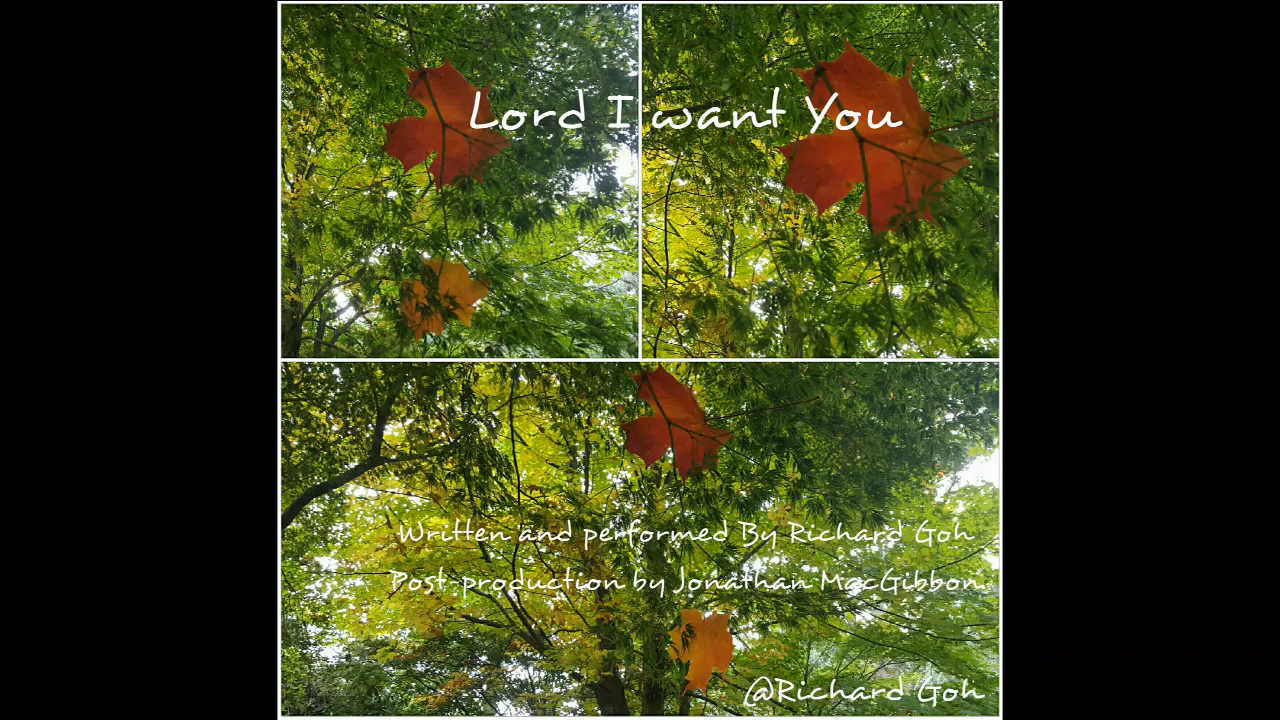 Lord I want You
Written and performed By Richard Goh
Post-production by Jonathan MacGibbon
@Richard Goh